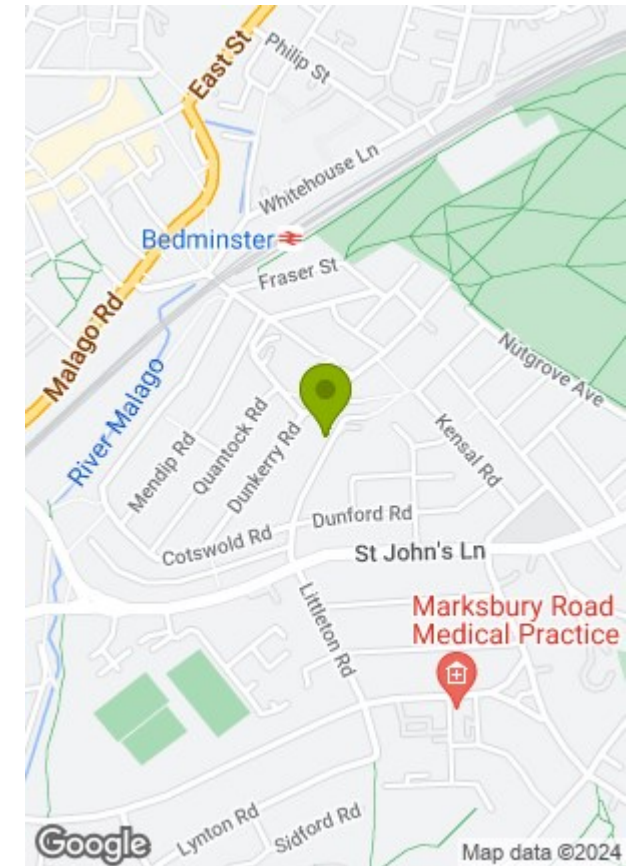 East St
Philip St
Whitehouse Ln
Bedminster
Fraser St
Malago Rd
River Malago
Nutgrove Ave
Mendip Rd
Quantock Rd
Dunkerry Rd
Kensal Rd
Cotswold Rd
Dunford Rd
St John's Ln
Littleton Rd
Marksbury Road
Medical Practice
Lynton Rd
Sidford Rd
Google
Map data ©2024